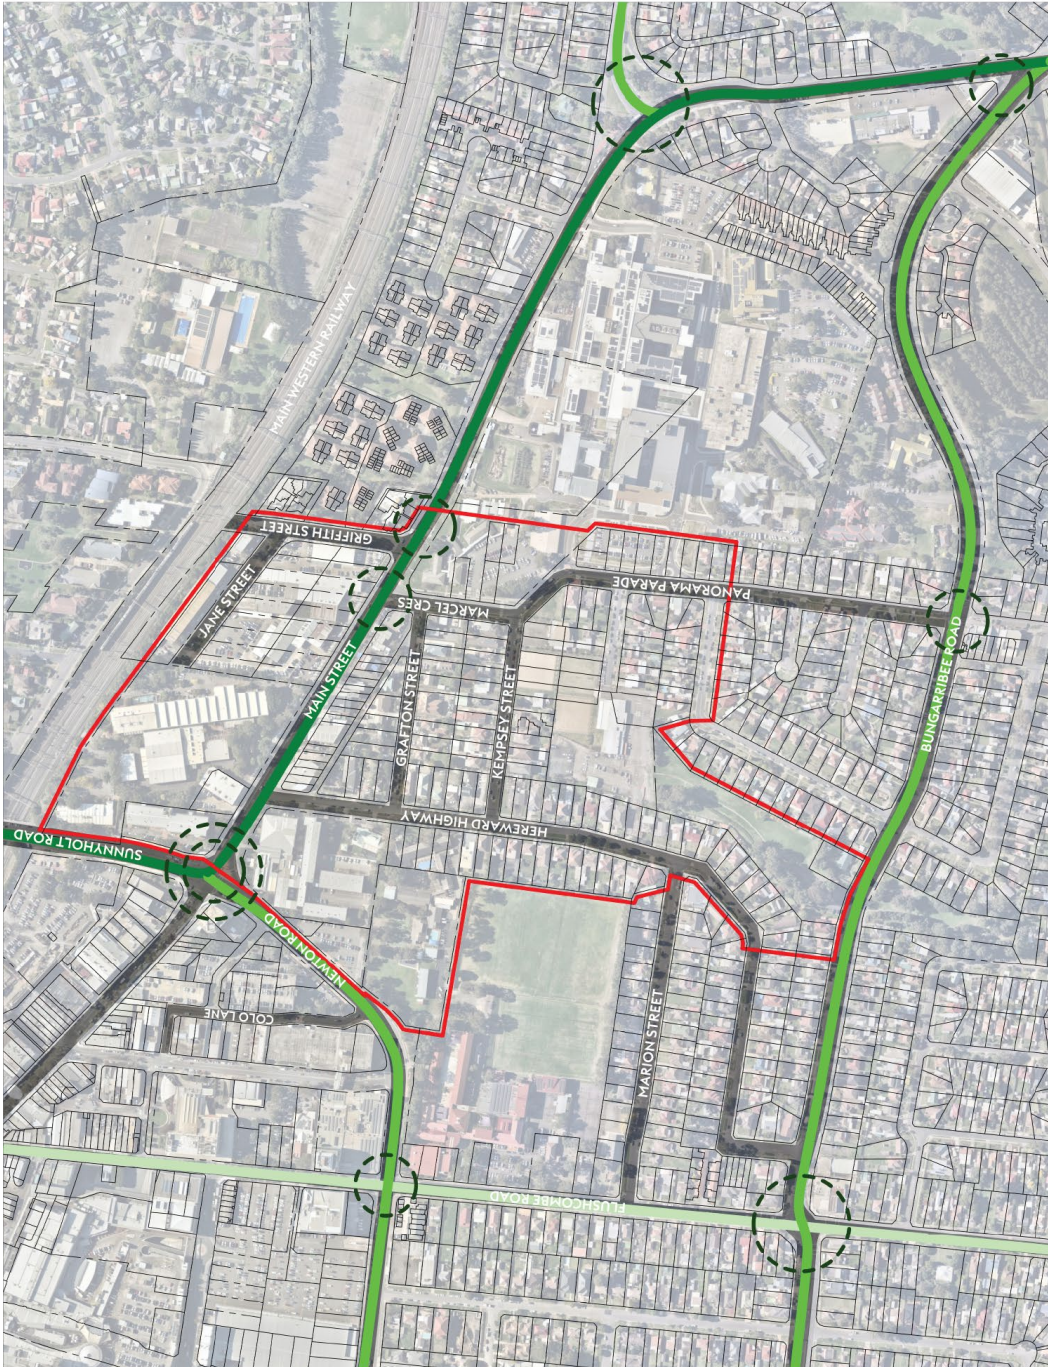 MAIN WESTERN RAILWAY
GRIFFITH STREET
JANE STREET
MARCEL CRES
PANORAMA PARADE
MAIN STREET
GRAFTON STREET
KEMPSEY STREET
BUNGARRIBEE ROAD
HEREWARD HIGHWAY
SUNNYHOLT ROAD
NEWTON ROAD
COLO LANE
MARION STREET
FLUSHCOMBE ROAD